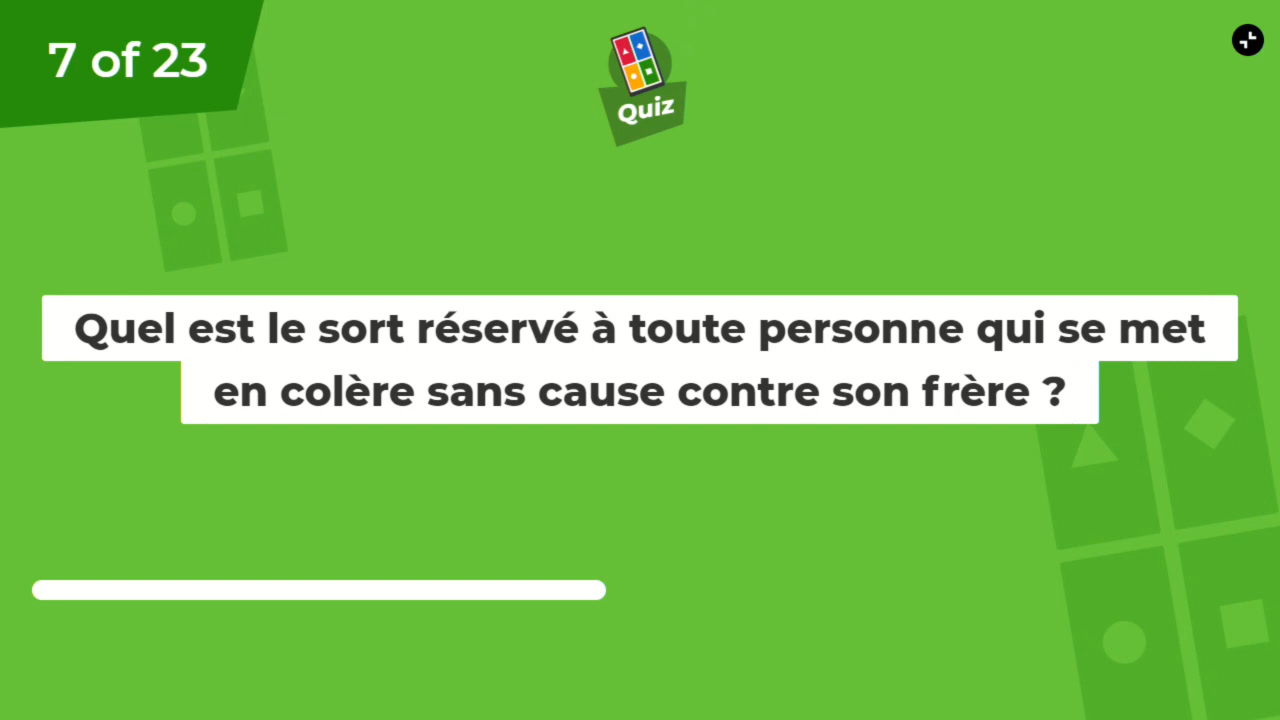 7 of 23
Quiz
Quel est le sort réservé à toute personne qui se met
en colère sans cause contre son frère ?